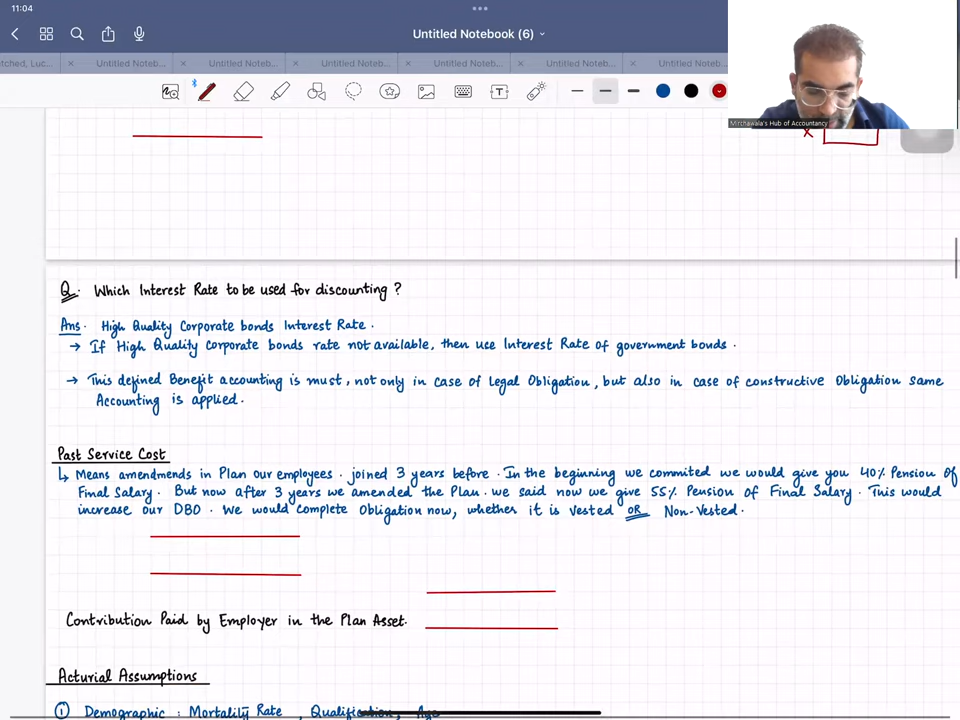 11:04
Untitled Notebook (6)
etched, Luc...
Untitled Noteb...
Untitled Noteb...
Untitled Noteb...
Untitled Noteb...
Untitled Noteb...
Untitled Noteb...
Mirchawala's Hub of Accountancy
Q. Which Interest Rate to be used for discounting ?
Ans. High Quality Corporate bonds Interest Rate.
→ If High Quality Corporate bonds rate not available, then use Interest Rate of government bonds.
→ This defined Benefit accounting is must, not only in case of Legal Obligation, but also in case of constructive Obligation same
Accounting is applied.
Past Service Cost
↳ Means amendments in Plan our employees. joined 3 years before. In the beginning we commited we would give you 40% Pension of
Final Salary. But now after 3 years we amended the Plan. we said now we give 55% Pension of Final Salary. This would
increase our DBO. We would complete Obligation now, whether it is Vested OR Non-Vested.
Contribution Paid by Employer in the Plan Asset.
Acturial Assumptions
① Demographic : Mortality Rate , Qualification, Age